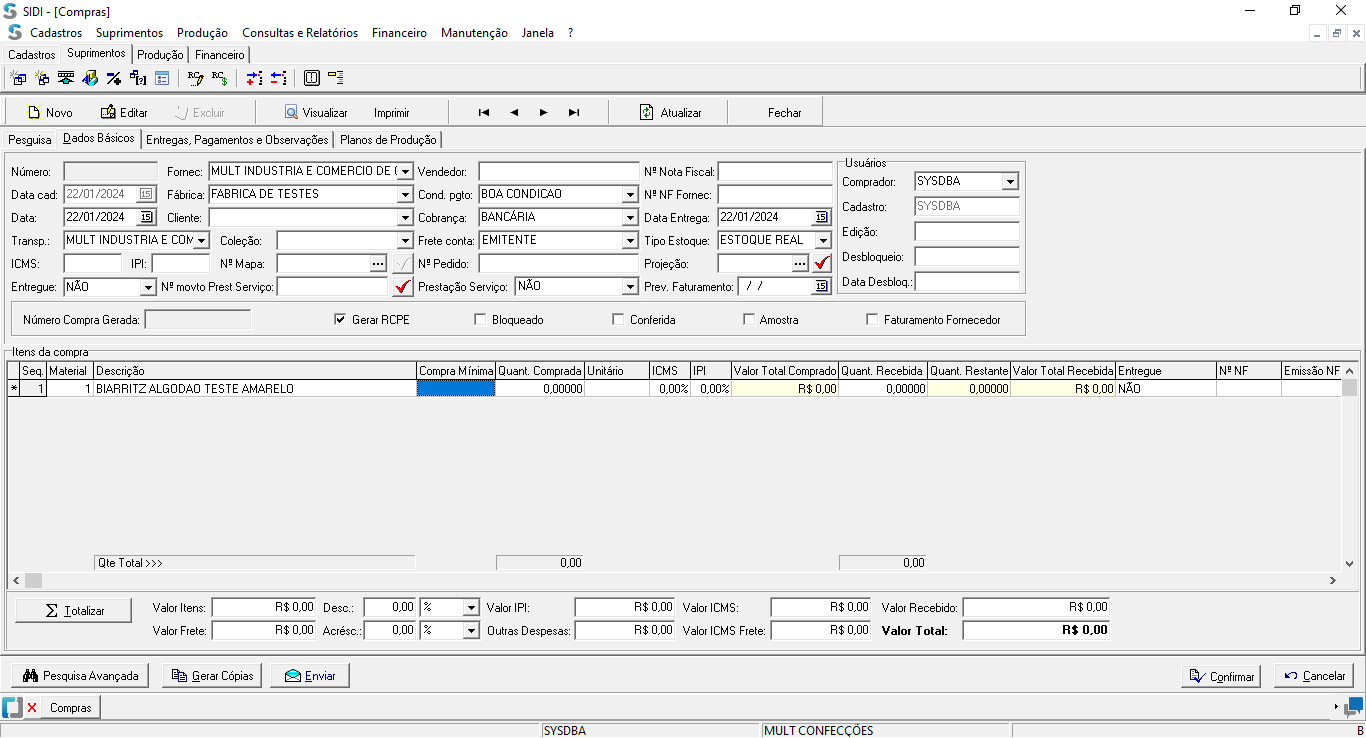 SIDI - [Compras]
Cadastros Suprimentos Produção Consultas e Relatórios Financeiro Manutenção Janela ?
Cadastros Suprimentos Produção Financeiro
Novo Editar Excluir Visualizar Imprimir Atualizar Fechar
Pesquisa Dados Básicos Entregas, Pagamentos e Observações Planos de Produção
Número: Fornec: MULT INDUSTRIA E COMERCIO DE ( Vendedor: Nº Nota Fiscal: Usuários
Comprador: SYSDBA
Data cad: 22/01/2024 15 Fábrica: FABRICA DE TESTES Cond. pgto: BOA CONDICAO Nº NF Fornec:
Cadastro: SYSDBA
Data: 22/01/2024 15 Cliente: Cobrança: BANCÁRIA Data Entrega: 22/01/2024 15
Edição:
Transp.: MULT INDUSTRIA E COM Coleção: Frete conta: EMITENTE Tipo Estoque: ESTOQUE REAL
Desbloqueio:
ICMS: IPI: Nº Mapa: ... Nº Pedido: Projeção: ...
Data Desbloq.:
Entregue: NÃO Nº movto Prest Serviço: Prestação Serviço: NÃO Prev. Faturamento: / / 15
Número Compra Gerada: Gerar RCPE Bloqueado Conferida Amostra Faturamento Fornecedor
Itens da compra
Seq. Material Descrição Compra Mínima Quant. Comprada Unitário ICMS IPI Valor Total Comprado Quant. Recebida Quant. Restante Valor Total Recebida Entregue Nº NF Emissão NF
* 1 1 BIARRITZ ALGODAO TESTE AMARELO 0,00000 0,00% 0,00% R$ 0,00 0,00000 0,00000 R$ 0,00 NÃO
Qte Total >>> 0,00 0,00
Totalizar Valor Itens: R$ 0,00 Desc.: 0,00 % Valor IPI: R$ 0,00 Valor ICMS: R$ 0,00 Valor Recebido: R$ 0,00
Valor Frete: R$ 0,00 Acrésc.: 0,00 % Outras Despesas: R$ 0,00 Valor ICMS Frete: R$ 0,00 Valor Total: R$ 0,00
Pesquisa Avançada Gerar Cópias Enviar Confirmar Cancelar
Compras
SYSDBA MULT CONFECÇÕES B